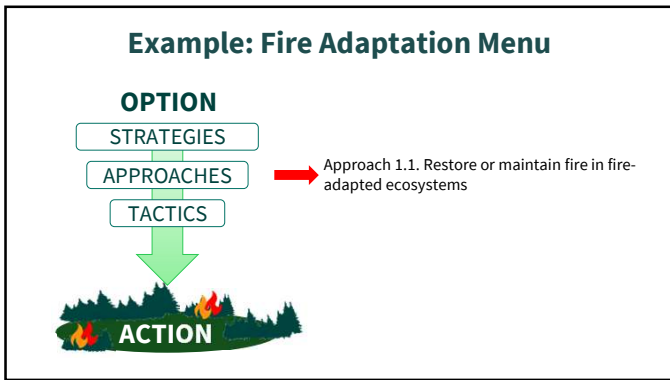 Example: Fire Adaptation Menu
OPTION
STRATEGIES
APPROACHES
Approach 1.1. Restore or maintain fire in fire-
adapted ecosystems
TACTICS
ACTION